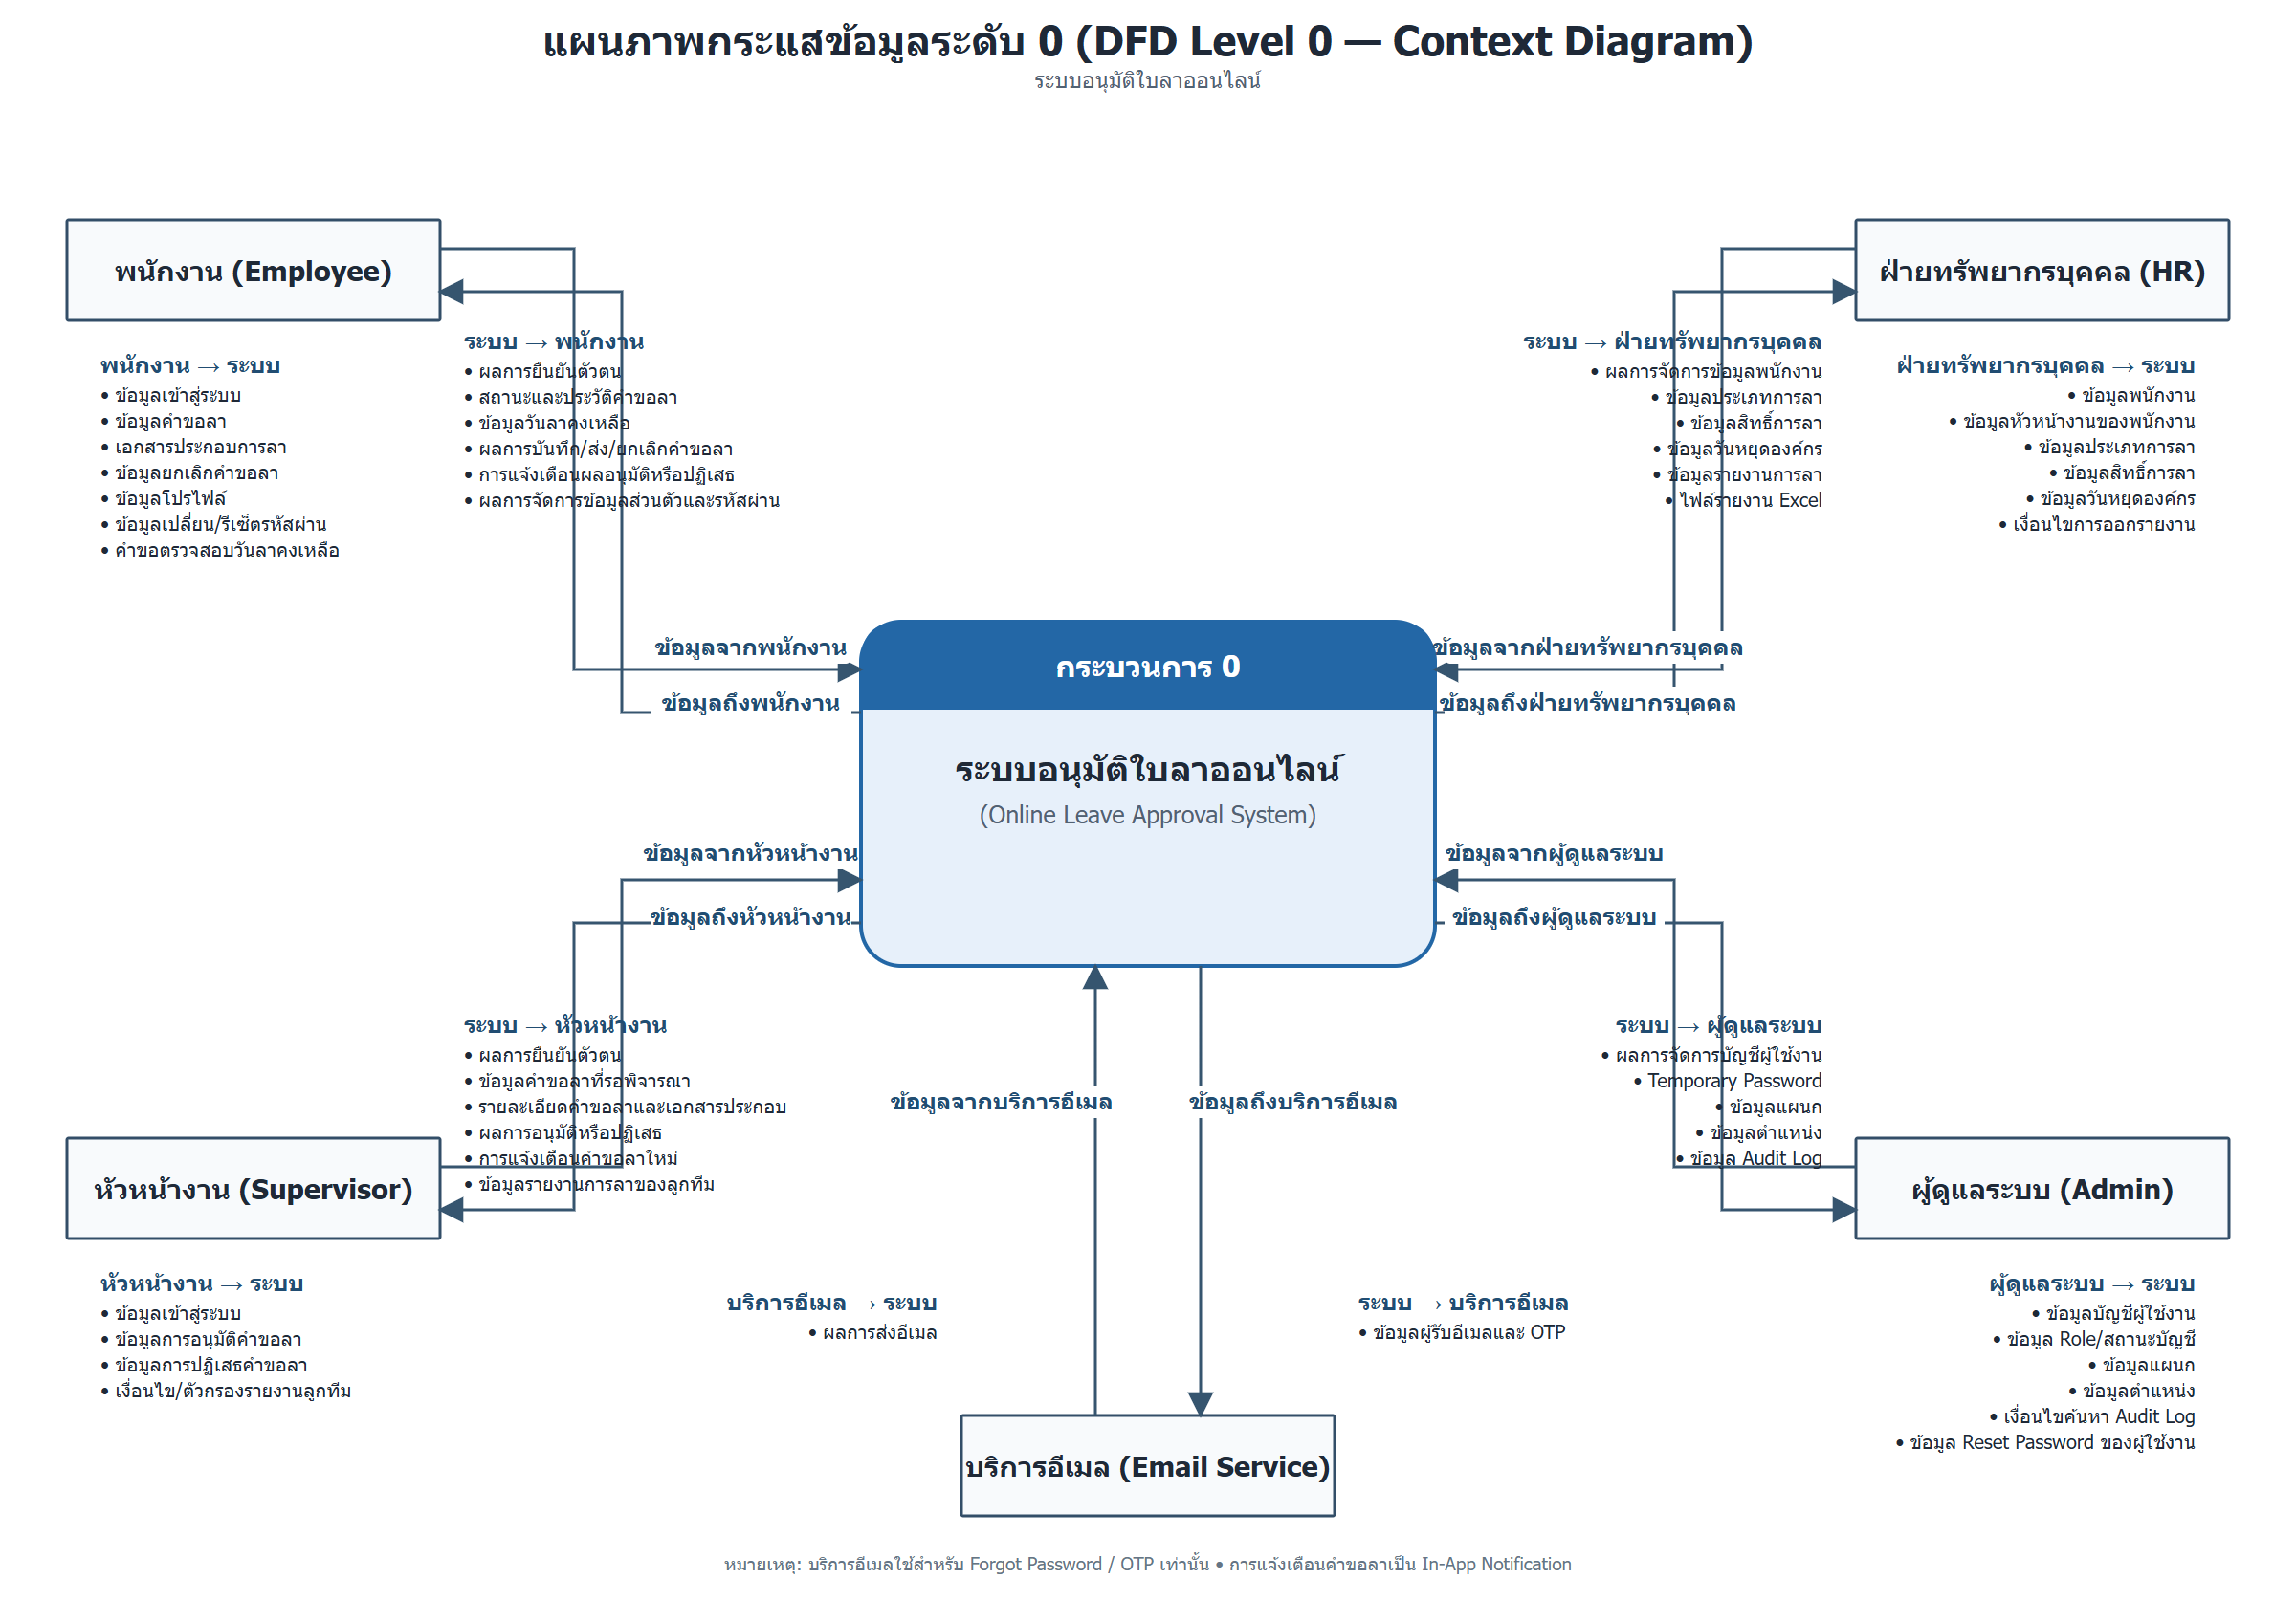 แผนภาพกระแสข้อมูลระดับ 0 (DFD Level 0 — Context Diagram)
ระบบอนุมัติใบลาออนไลน์
พนักงาน (Employee)
พนักงาน → ระบบ
• ข้อมูลเข้าสู่ระบบ
• ข้อมูลคำขอลา
• เอกสารประกอบการลา
• ข้อมูลยกเลิกคำขอลา
• ข้อมูลโปรไฟล์
• ข้อมูลเปลี่ยน/รีเซ็ตรหัสผ่าน
• คำขอตรวจสอบวันลาคงเหลือ
ระบบ → พนักงาน
• ผลการยืนยันตัวตน
• สถานะและประวัติคำขอลา
• ข้อมูลวันลาคงเหลือ
• ผลการบันทึก/ส่ง/ยกเลิกคำขอลา
• การแจ้งเตือนผลอนุมัติหรือปฏิเสธ
• ผลการจัดการข้อมูลส่วนตัวและรหัสผ่าน
ฝ่ายทรัพยากรบุคคล (HR)
ระบบ → ฝ่ายทรัพยากรบุคคล
• ผลการจัดการข้อมูลพนักงาน
• ข้อมูลประเภทการลา
• ข้อมูลสิทธิ์การลา
• ข้อมูลวันหยุดองค์กร
• ข้อมูลรายงานการลา
• ไฟล์รายงาน Excel
ฝ่ายทรัพยากรบุคคล → ระบบ
• ข้อมูลพนักงาน
• ข้อมูลหัวหน้างานของพนักงาน
• ข้อมูลประเภทการลา
• ข้อมูลสิทธิ์การลา
• ข้อมูลวันหยุดองค์กร
• เงื่อนไขการออกรายงาน
ข้อมูลจากพนักงาน
ข้อมูลถึงพนักงาน
กระบวนการ 0
ระบบอนุมัติใบลาออนไลน์
(Online Leave Approval System)
ข้อมูลจากฝ่ายทรัพยากรบุคคล
ข้อมูลถึงฝ่ายทรัพยากรบุคคล
ข้อมูลจากหัวหน้างาน
ข้อมูลถึงหัวหน้างาน
ข้อมูลจากผู้ดูแลระบบ
ข้อมูลถึงผู้ดูแลระบบ
ระบบ → หัวหน้างาน
• ผลการยืนยันตัวตน
• ข้อมูลคำขอลาที่รอพิจารณา
• รายละเอียดคำขอลาและเอกสารประกอบ
• ผลการอนุมัติหรือปฏิเสธ
• การแจ้งเตือนคำขอลาใหม่
• ข้อมูลรายงานการลาของลูกทีม
ข้อมูลจากบริการอีเมล
ข้อมูลถึงบริการอีเมล
ระบบ → ผู้ดูแลระบบ
• ผลการจัดการบัญชีผู้ใช้งาน
• Temporary Password
• ข้อมูลแผนก
• ข้อมูลตำแหน่ง
• ข้อมูล Audit Log
หัวหน้างาน (Supervisor)
หัวหน้างาน → ระบบ
• ข้อมูลเข้าสู่ระบบ
• ข้อมูลการอนุมัติคำขอลา
• ข้อมูลการปฏิเสธคำขอลา
• เงื่อนไข/ตัวกรองรายงานลูกทีม
บริการอีเมล → ระบบ
• ผลการส่งอีเมล
ระบบ → บริการอีเมล
• ข้อมูลผู้รับอีเมลและ OTP
ผู้ดูแลระบบ (Admin)
ผู้ดูแลระบบ → ระบบ
• ข้อมูลบัญชีผู้ใช้งาน
• ข้อมูล Role/สถานะบัญชี
• ข้อมูลแผนก
• ข้อมูลตำแหน่ง
• เงื่อนไขค้นหา Audit Log
• ข้อมูล Reset Password ของผู้ใช้งาน
บริการอีเมล (Email Service)
หมายเหตุ: บริการอีเมลใช้สำหรับ Forgot Password / OTP เท่านั้น • การแจ้งเตือนคำขอลาเป็น In-App Notification